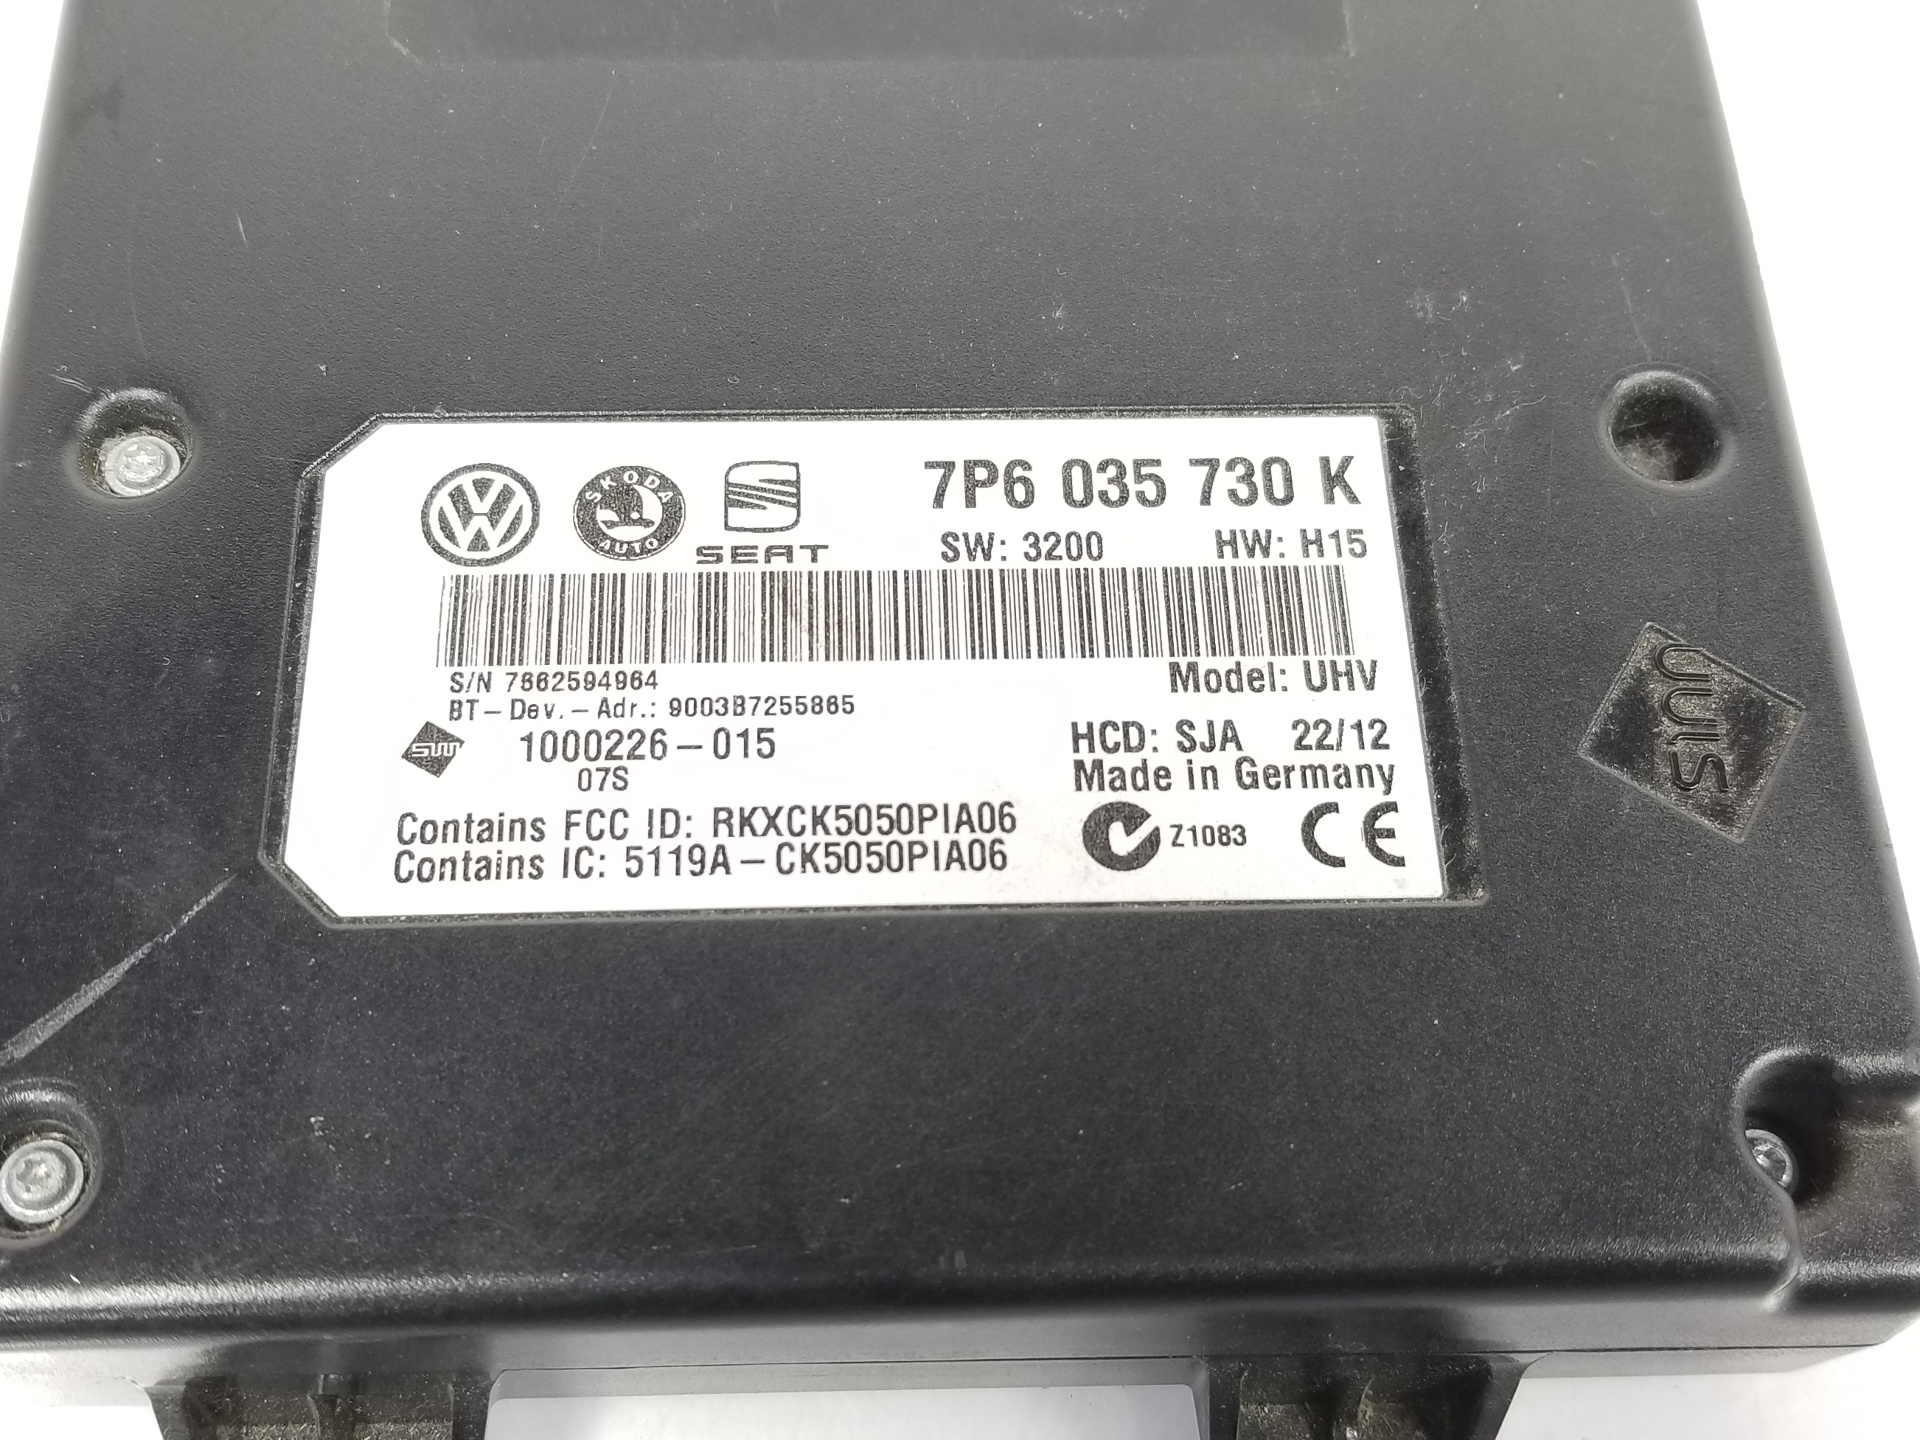 SKODA AUTO
SEAT
7P6 035 730 K
SW: 3200 HW: H15
S/N 7862594964
BT-Dev.-Adr.: 9003B7255865
Model: UHV
SW 1000226-015
07S
HCD: SJA 22/12
Made in Germany
Contains FCC ID: RKXCK5050PIA06
Contains IC: 5119A-CK5050PIA06
Z1083
CE